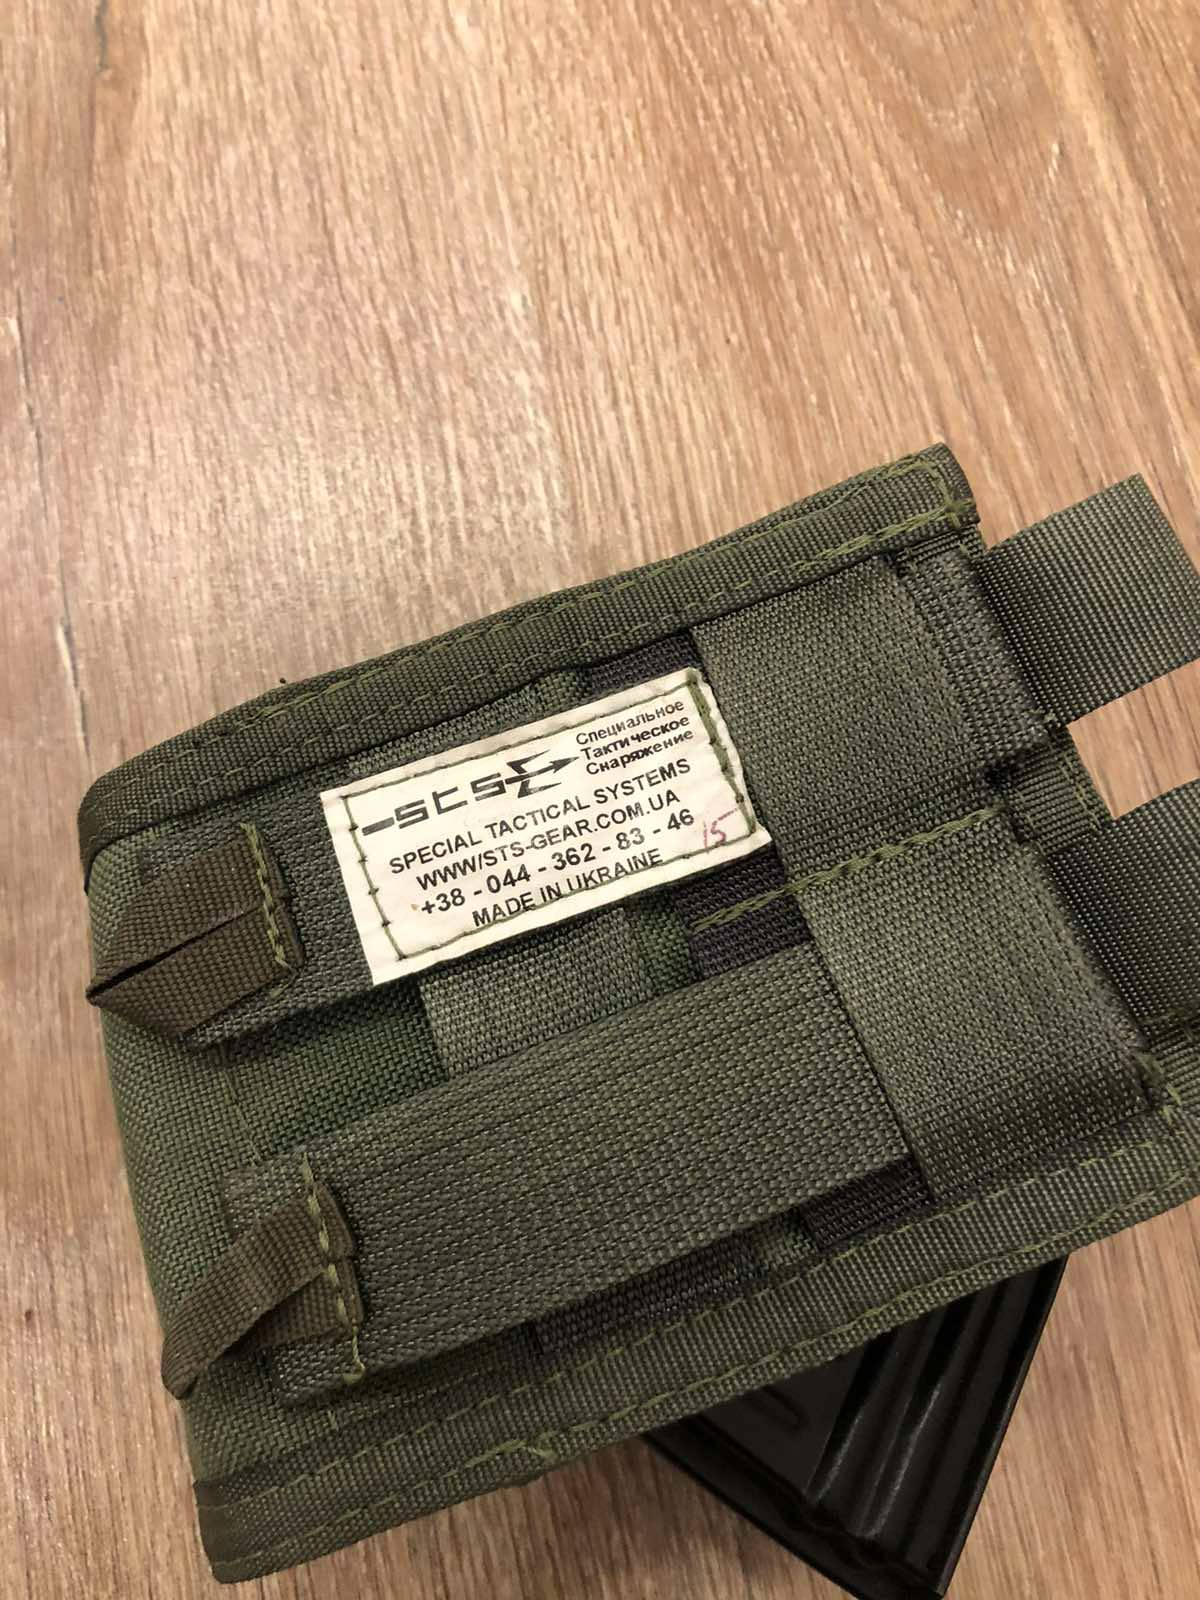 sts
Специальное
Тактическое
Снаряжение
SPECIAL TACTICAL SYSTEMS
WWW/STS-GEAR.COM.UA
+38 - 044 - 362 - 83 - 46
MADE IN UKRAINE
15